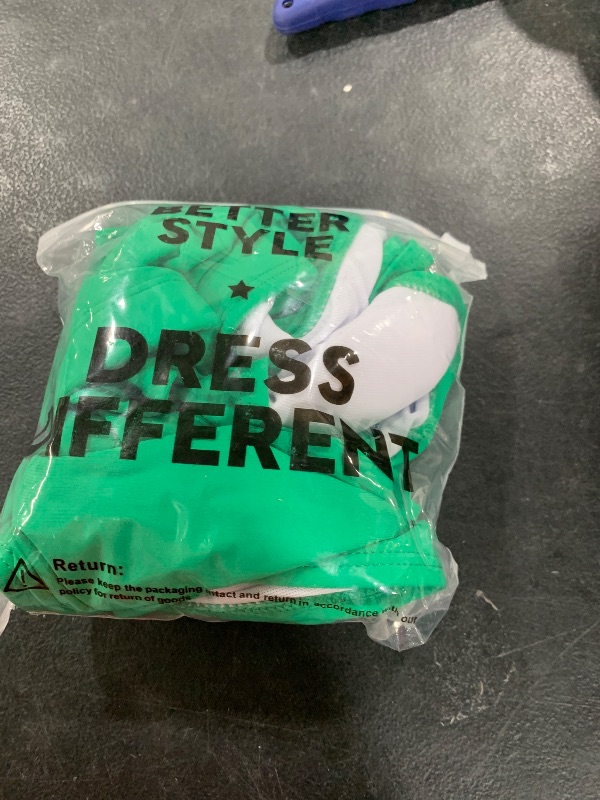 BETTER
STYLE
DRESS
DIFFERENT
Return:
Please keep the packaging intact and return in accordance with our
policy for return of goods